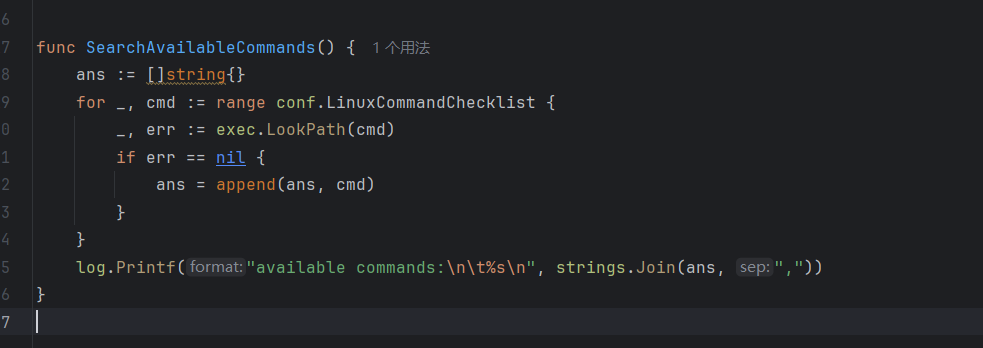 6
7 func SearchAvailableCommands() { 1 个用法
8     ans := []string{}
9     for _, cmd := range conf.LinuxCommandChecklist {
0         _, err := exec.LookPath(cmd)
1         if err == nil {
2             ans = append(ans, cmd)
3         }
4     }
5     log.Printf(format:"available commands:\n\t%s\n", strings.Join(ans, sep:","))
6 }
7